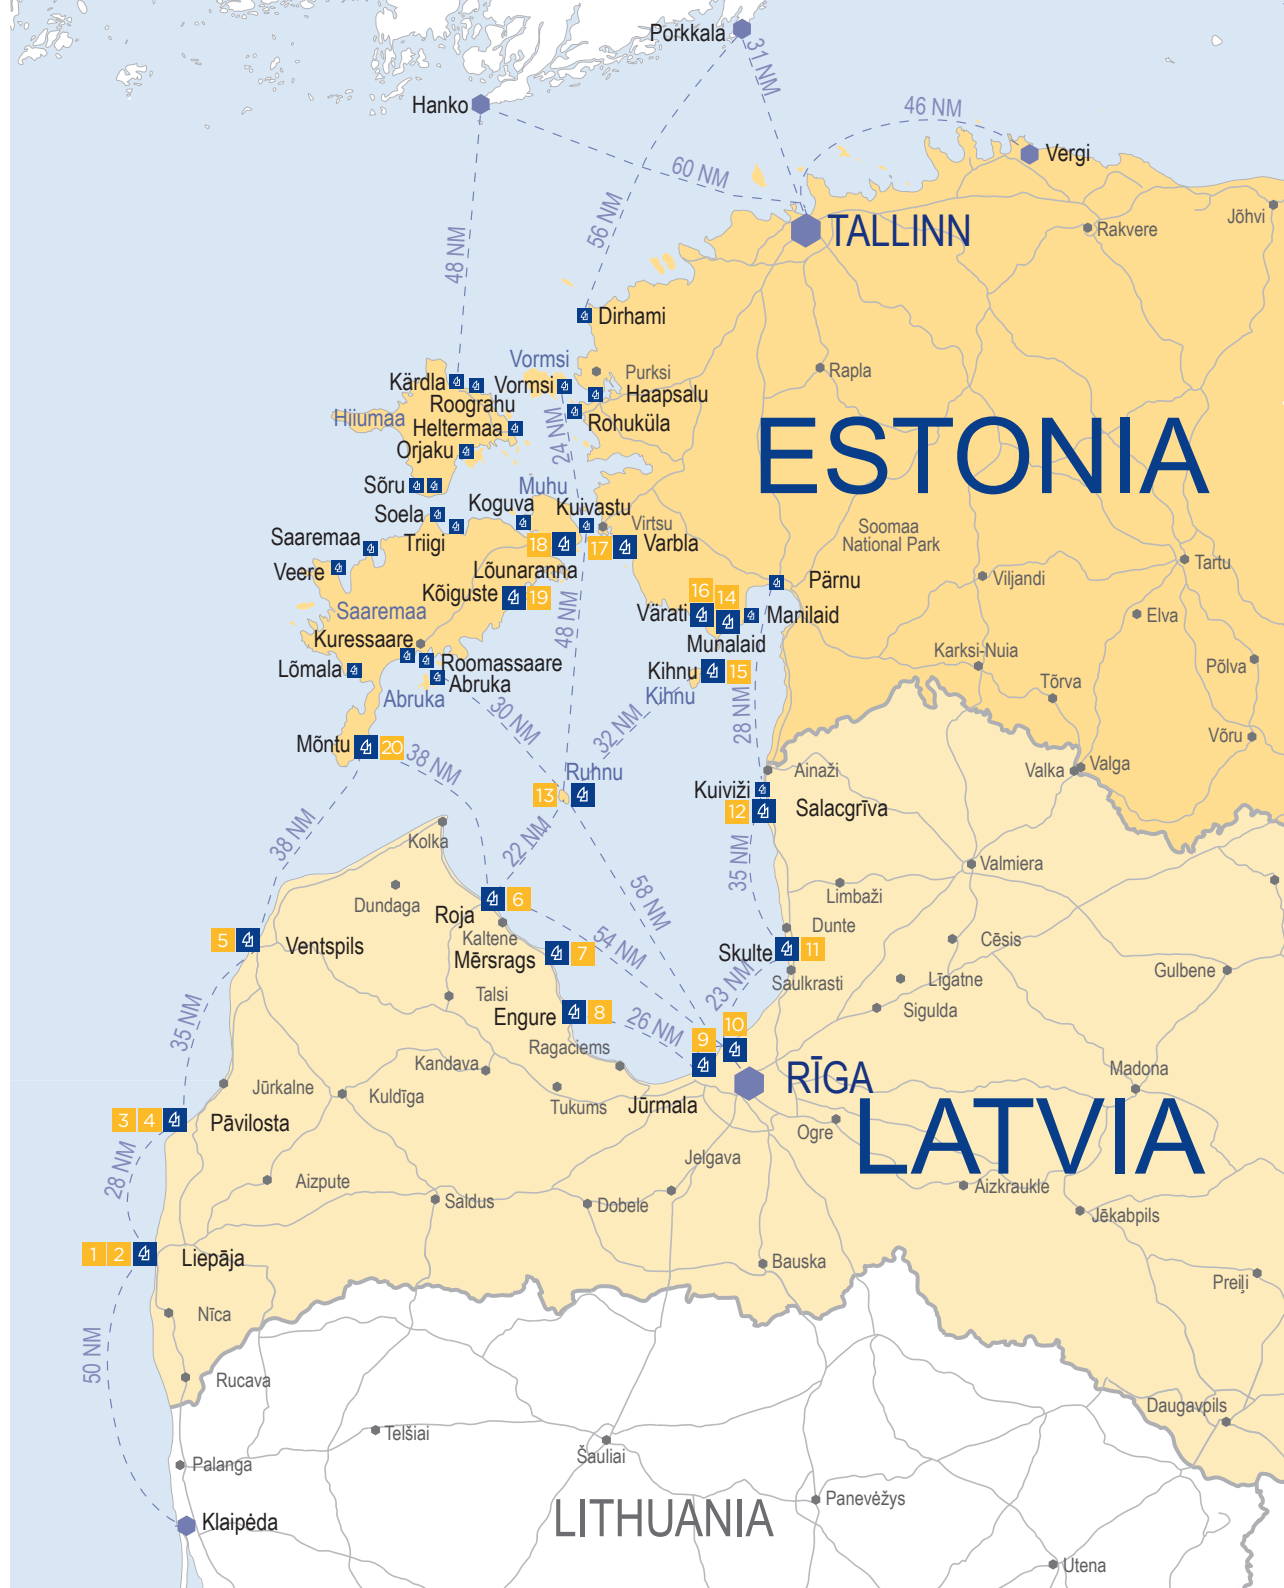 Porkkala
31 NM
Hanko
46 NM
Vergi
60 NM
TALLINN
Jõhvi
Rakvere
56 NM
48 NM
Dirhami
Vormsi
Purksi
Rapla
Kärdla
Vormsi
Haapsalu
Roograhu
Hiiumaa
Rohuküla
Heltermaa
ESTONIA
24 NM
Orjaku
Sõru
Muhu
Koguva
Kuivastu
Soela
Virtsu
Soomaa
National Park
Saaremaa
Triigi
18
17
Varbla
Tartu
Veere
Lõunaranna
Pärnu
Viljandi
Kõiguste
19
16
14
Saaremaa
48 NM
Värati
Manilaid
Elva
Kuressaare
Munalaid
Karksi-Nuia
Roomassaare
Lõmala
Kihnu
15
Põlva
Abruka
Abruka
Kihnu
Tõrva
30 NM
32 NM
28 NM
Mõntu
20
38 NM
Võru
Ruhnu
Ainaži
Valka
Valga
13
Kuiviži
12
Salacgrīva
38 NM
Kolka
22 NM
35 NM
Valmiera
58 NM
Dundaga
Limbaži
Roja
6
Dunte
Kaltene
54 NM
5
Ventspils
Cēsis
Mērsrags
7
Skulte
11
Gulbene
Saulkrasti
Līgatne
23 NM
Talsi
Sigulda
Engure
8
26 NM
10
35 NM
9
Ragaciems
Kandava
RĪGA
Madona
Jūrkalne
Kuldīga
Tukums
Jūrmala
3
4
Pāvilosta
Ogre
LATVIA
28 NM
Jelgava
Aizpute
Aizkraukle
Saldus
Dobele
Jēkabpils
1
2
Liepāja
Bauska
Preiļi
Nīca
50 NM
Rucava
Daugavpils
Telšiai
Šauliai
Palanga
Panevėžys
LITHUANIA
Klaipėda
Utena